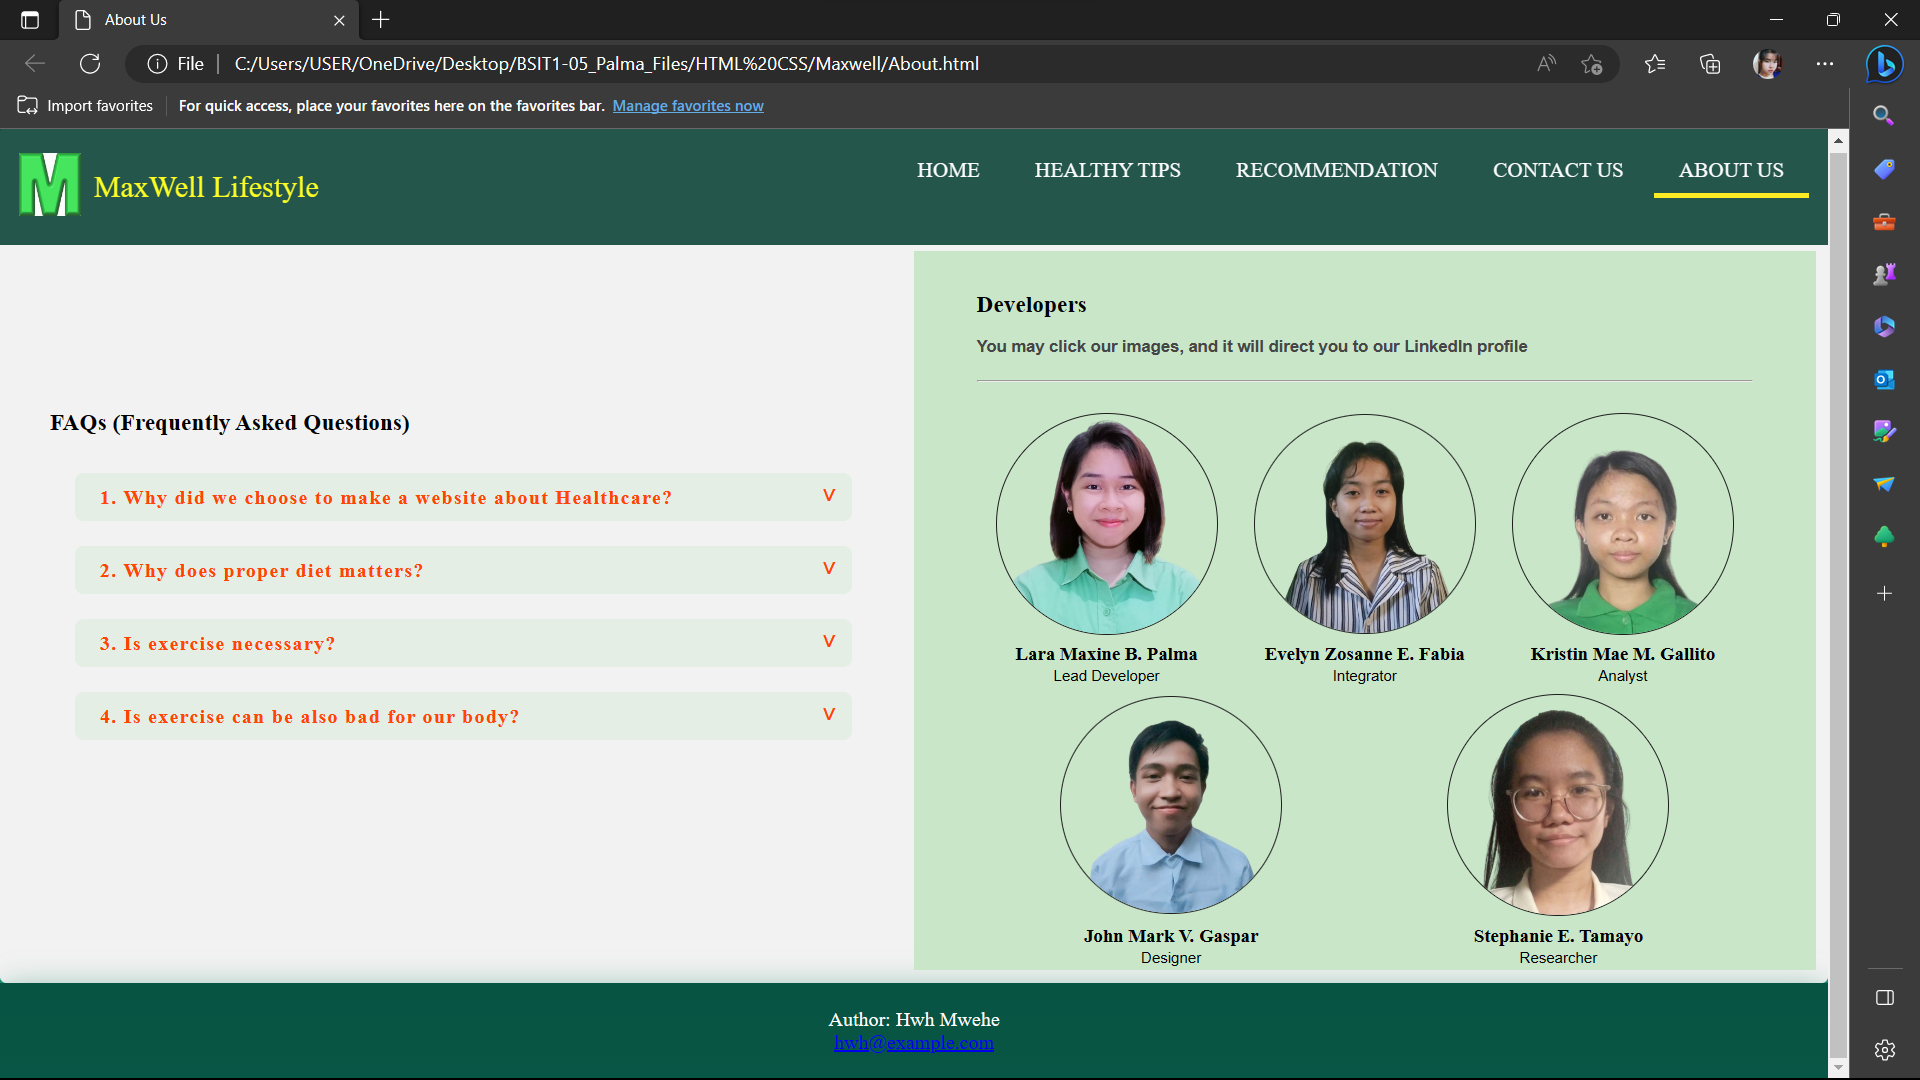 About Us
File
C:/Users/USER/OneDrive/Desktop/BSIT1-05_Palma_Files/HTML%20CSS/Maxwell/About.html
Import favorites
For quick access, place your favorites here on the favorites bar. Manage favorites now
M MaxWell Lifestyle
HOME
HEALTHY TIPS
RECOMMENDATION
CONTACT US
ABOUT US
FAQs (Frequently Asked Questions)
1. Why did we choose to make a website about Healthcare? V
2. Why does proper diet matters? V
3. Is exercise necessary? V
4. Is exercise can be also bad for our body? V
Developers
You may click our images, and it will direct you to our LinkedIn profile
Lara Maxine B. Palma
Lead Developer
Evelyn Zosanne E. Fabia
Integrator
Kristin Mae M. Gallito
Analyst
John Mark V. Gaspar
Designer
Stephanie E. Tamayo
Researcher
Author: Hwh Mwehe
hwh@example.com